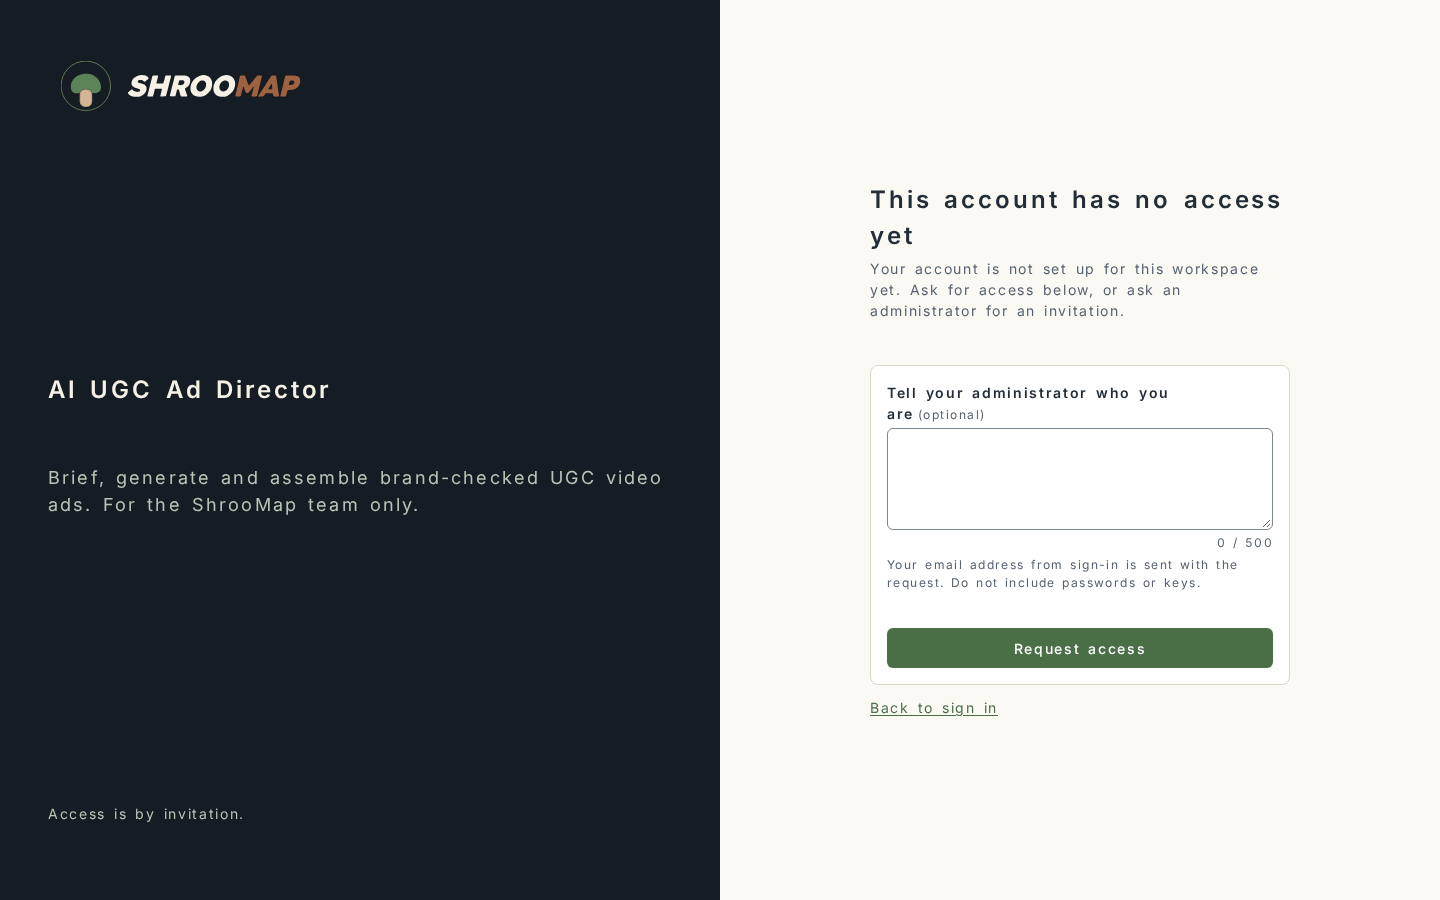 SHROOMAP
AI UGC Ad Director
Brief, generate and assemble brand-checked UGC video
ads. For the ShrooMap team only.
Access is by invitation.
This account has no access
yet
Your account is not set up for this workspace
yet. Ask for access below, or ask an
administrator for an invitation.
Tell your administrator who you
are (optional)
0 / 500
Your email address from sign-in is sent with the
request. Do not include passwords or keys.
Request access
Back to sign in